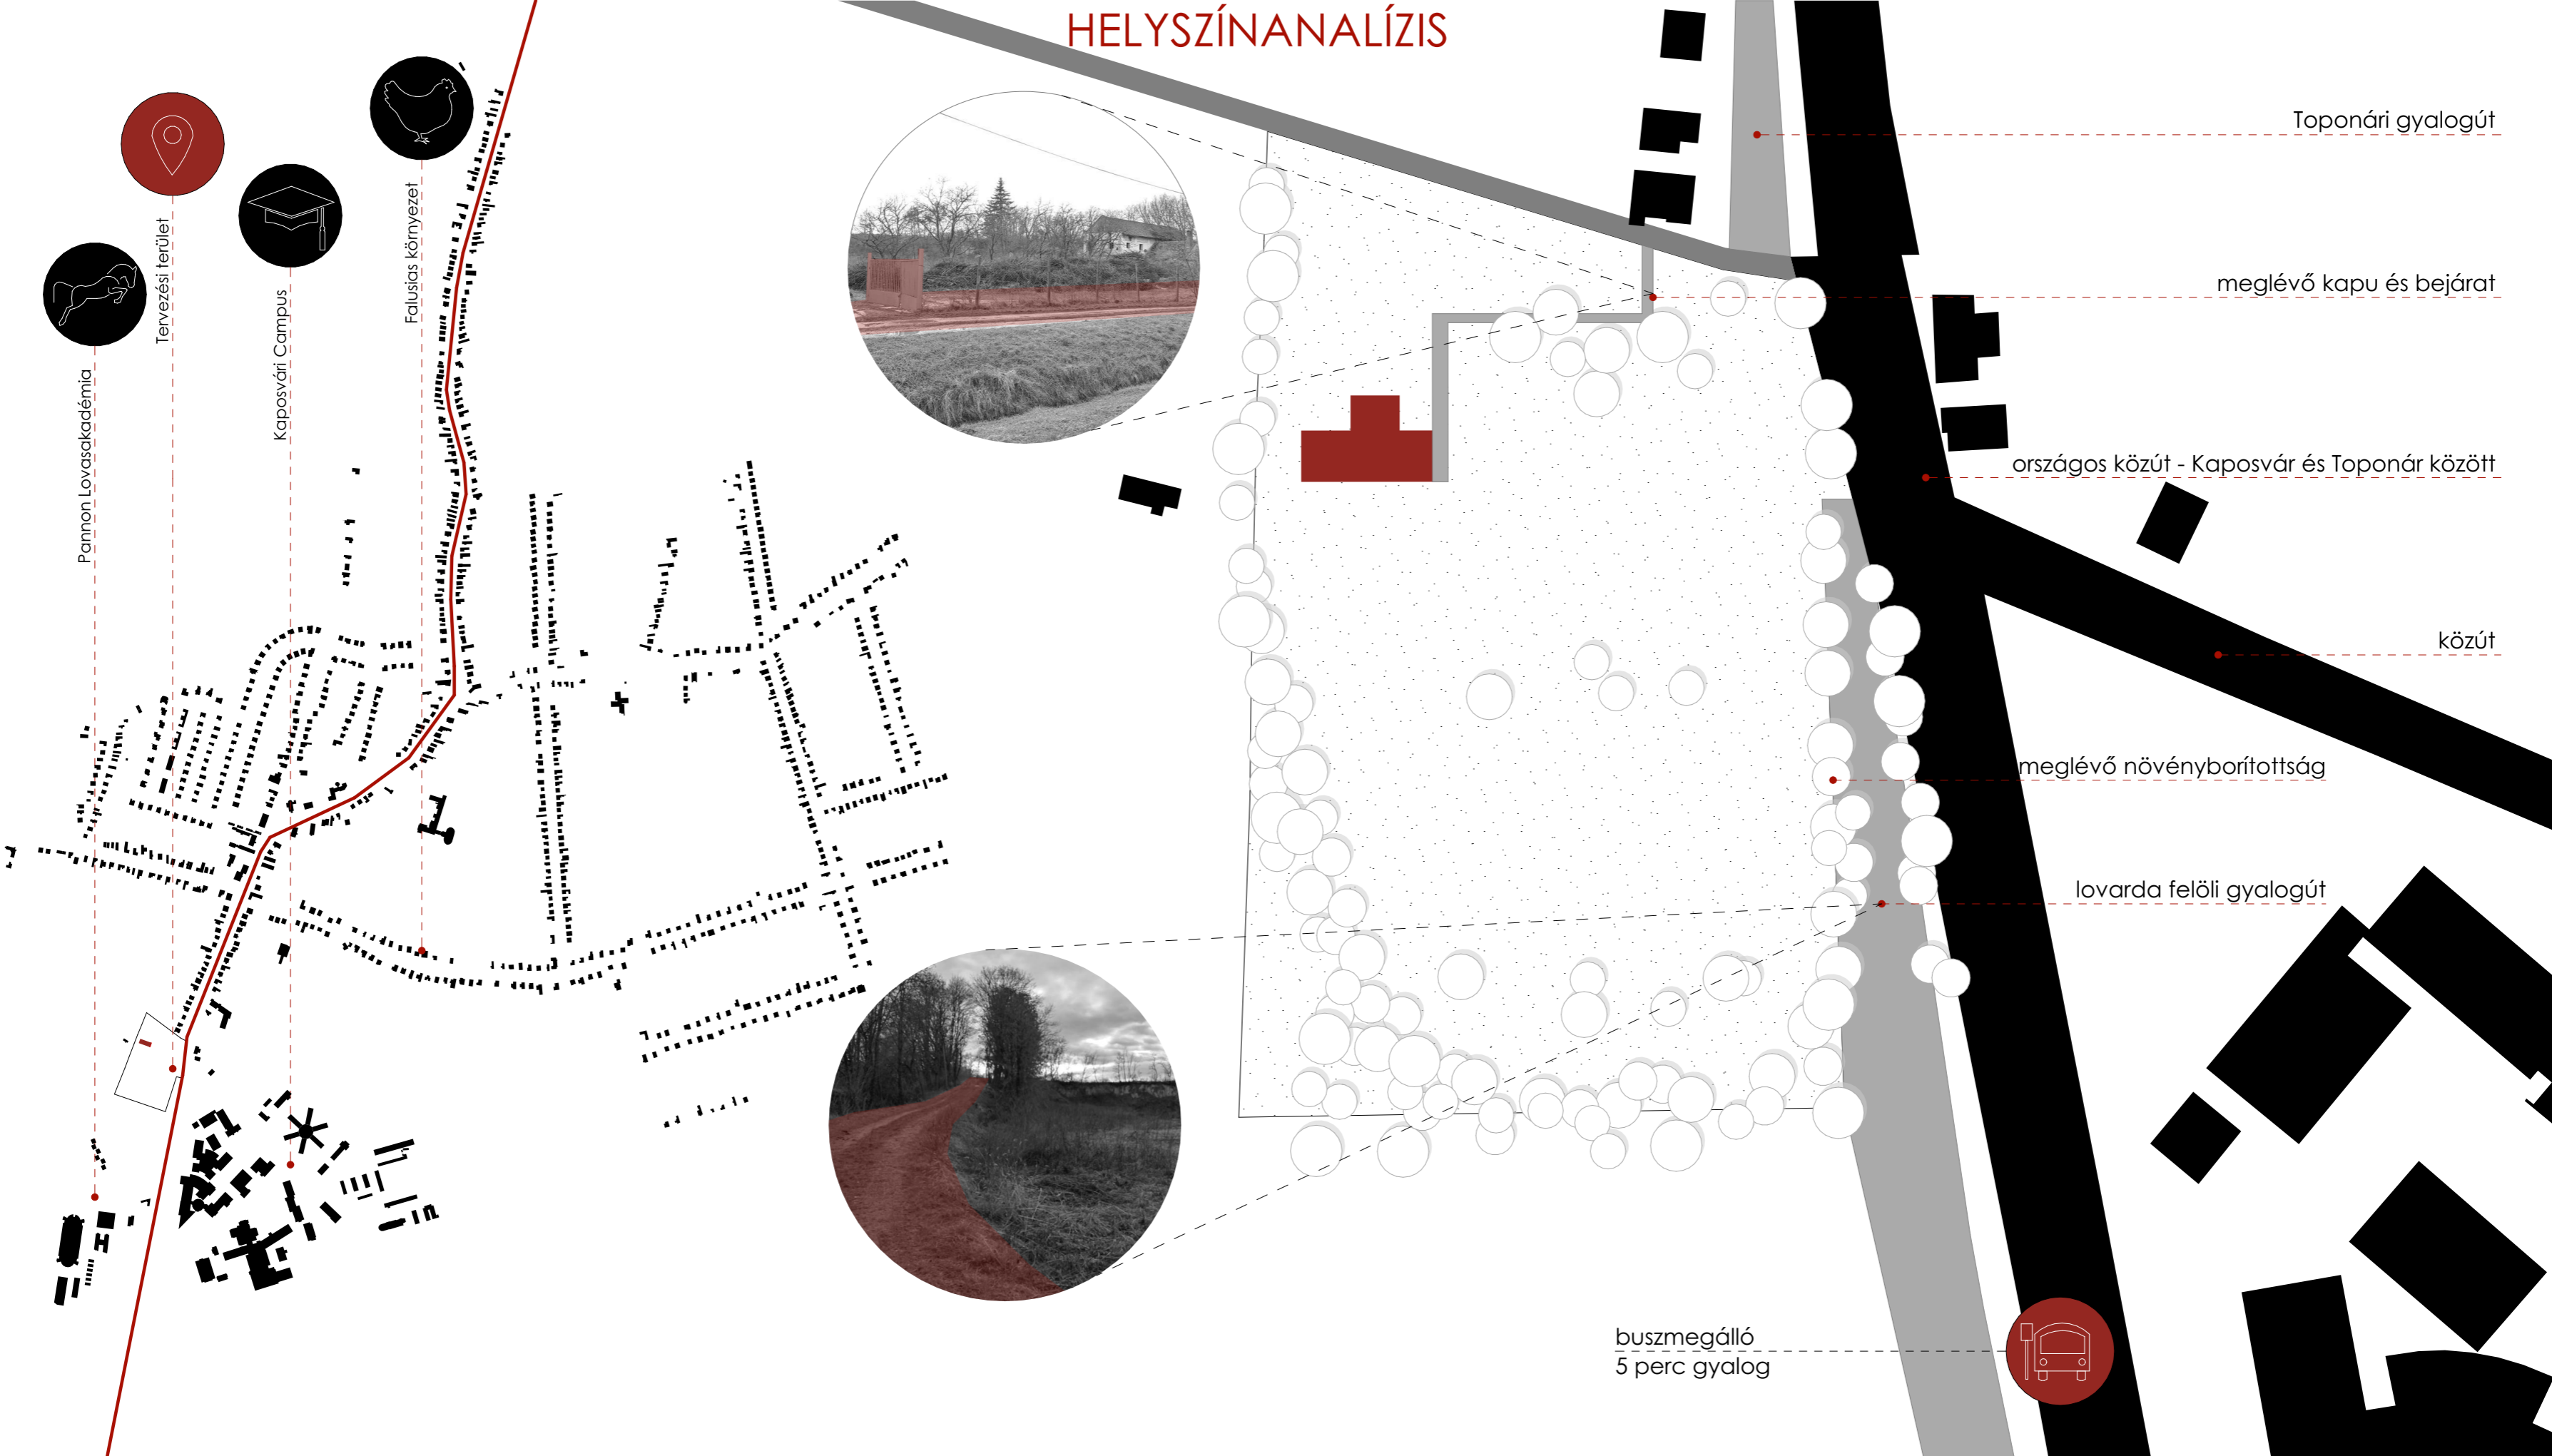 HELYSZÍNANALÍZIS
Pannon Lovasakadémia
Tervezési terület
Kaposvári Campus
Falusias környezet
Toponári gyalogút
meglévő kapu és bejárat
országos közút - Kaposvár és Toponár között
közút
meglévő növényborítottság
lovarda felöli gyalogút
buszmegálló
5 perc gyalog